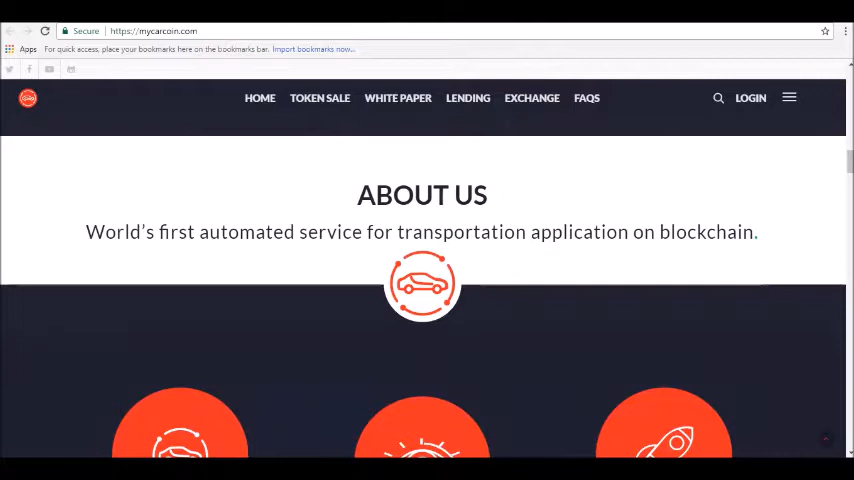 Secure https://mycarcoin.com
Apps For quick access, place your bookmarks here on the bookmarks bar. Import bookmarks now...
HOME TOKEN SALE WHITE PAPER LENDING EXCHANGE FAQS LOGIN
ABOUT US
World's first automated service for transportation application on blockchain.